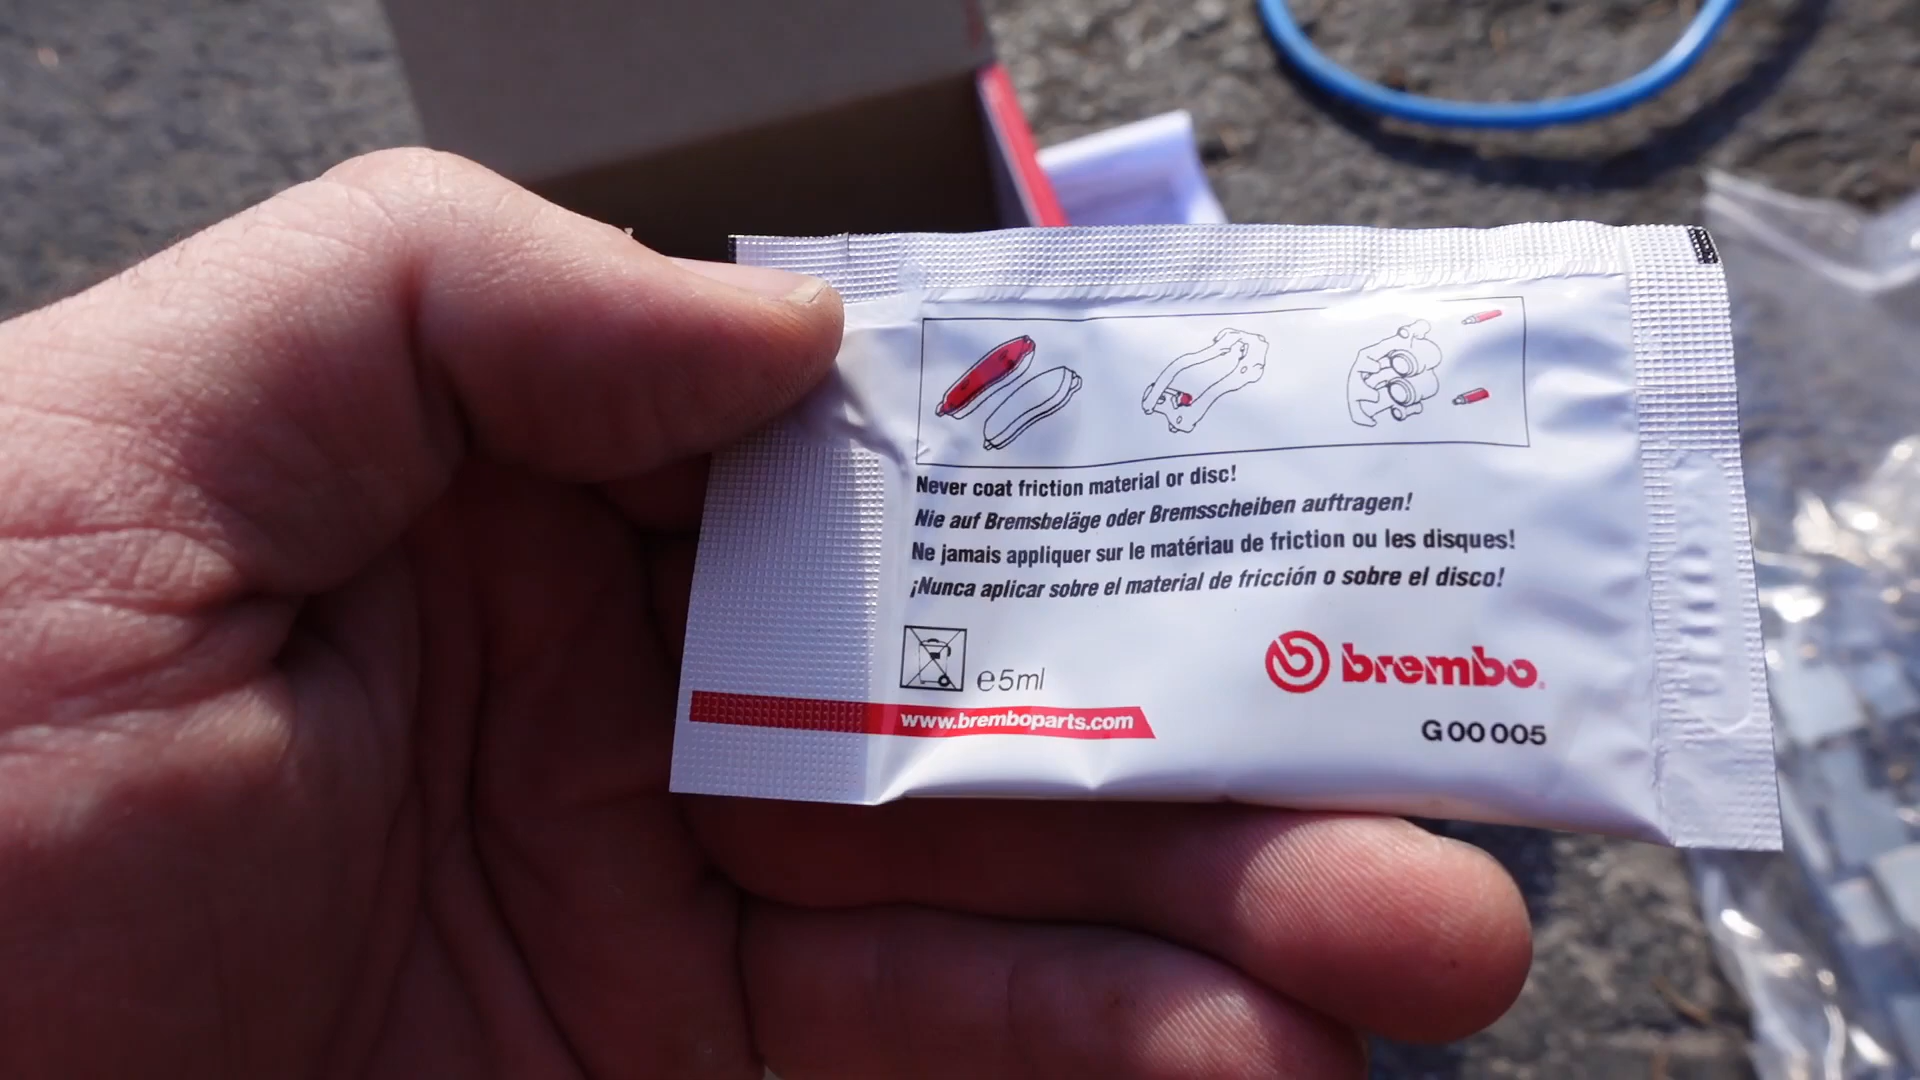 Never coat friction material or disc!
Nie auf Bremsbeläge oder Bremsscheiben auftragen!
Ne jamais appliquer sur le matériau de friction ou les disques!
¡Nunca aplicar sobre el material de fricción o sobre el disco!
e5ml
brembo
www.bremboparts.com
G00005